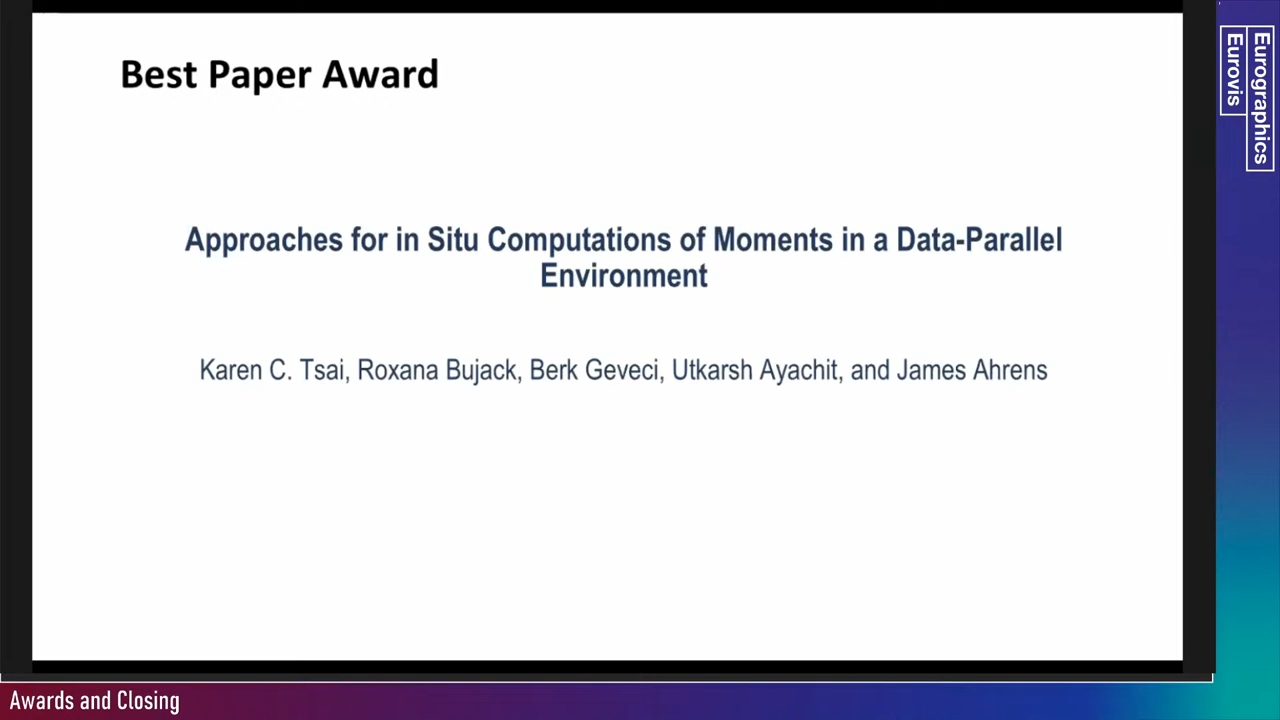 Best Paper Award
Approaches for in Situ Computations of Moments in a Data-Parallel
Environment
Karen C. Tsai, Roxana Bujack, Berk Geveci, Utkarsh Ayachit, and James Ahrens
Awards and Closing
Eurographics
Eurovis